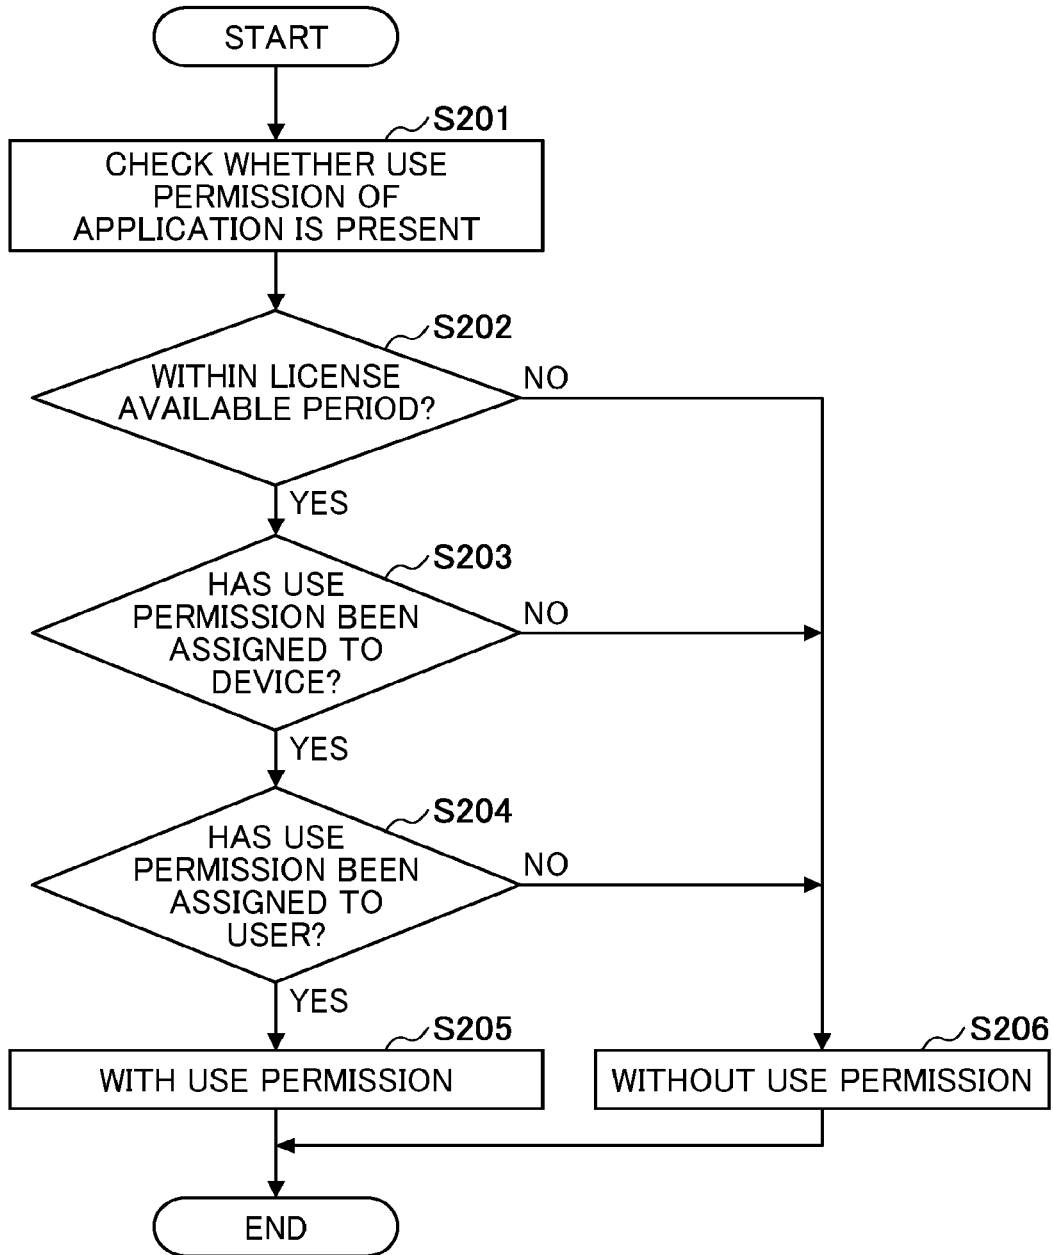 START
S201
CHECK WHETHER USE
PERMISSION OF
APPLICATION IS PRESENT
S202
WITHIN LICENSE
AVAILABLE PERIOD?
NO
YES
S203
HAS USE
PERMISSION BEEN
ASSIGNED TO
DEVICE?
NO
YES
S204
HAS USE
PERMISSION BEEN
ASSIGNED TO
USER?
NO
YES
S205
WITH USE PERMISSION
S206
WITHOUT USE PERMISSION
END